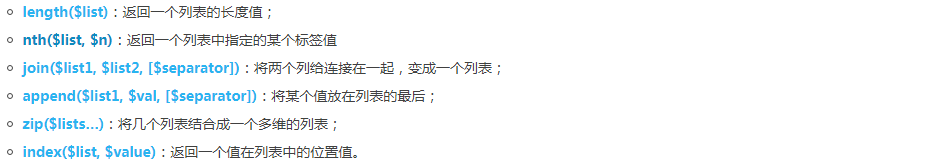 length($list)：返回一个列表的长度值；
nth($list, $n)：返回一个列表中指定的某个标签值
join($list1, $list2, [$separator])：将两个列给连接在一起，变成一个列表；
append($list1, $val, [$separator])：将某个值放在列表的最后；
zip($lists…)：将几个列表结合成一个多维的列表；
index($list, $value)：返回一个值在列表中的位置值。